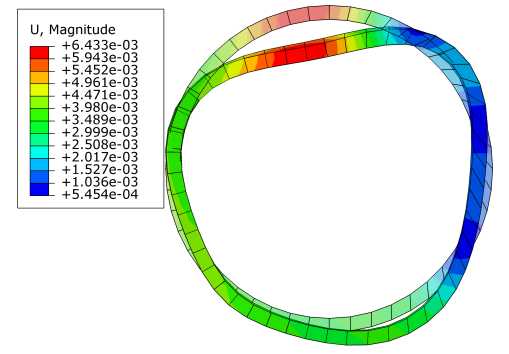 U, Magnitude
+6.433e-03
+5.943e-03
+5.452e-03
+4.961e-03
+4.471e-03
+3.980e-03
+3.489e-03
+2.999e-03
+2.508e-03
+2.017e-03
+1.527e-03
+1.036e-03
+5.454e-04